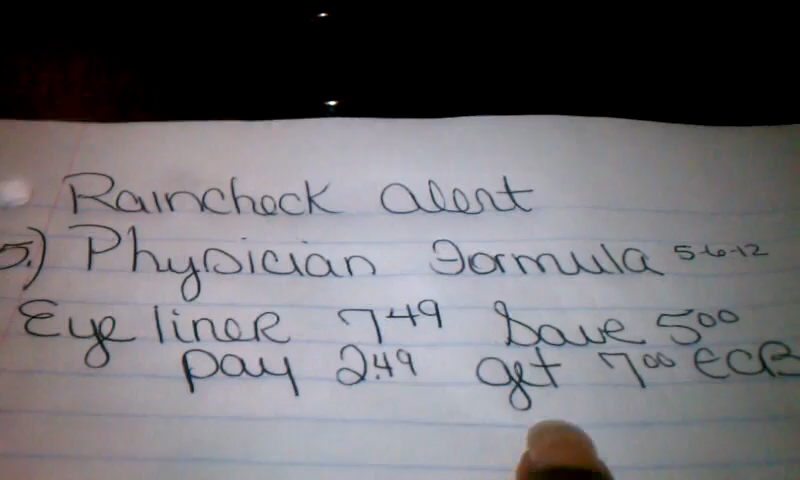 Raincheck alert
5.) Physician Formula 5-6-12
Eye liner 7.49 Save 5.00
pay 2.49 get 7.00 ECB